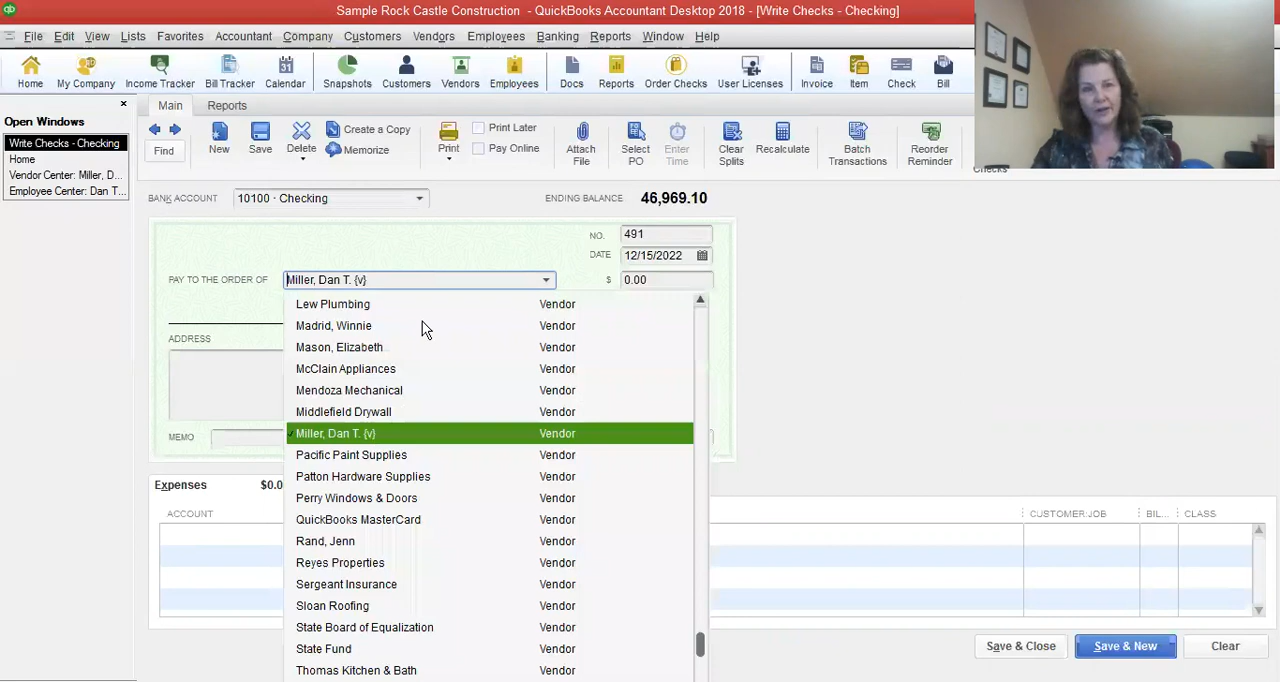 Sample Rock Castle Construction - QuickBooks Accountant Desktop 2018 - [Write Checks - Checking]
File Edit View Lists Favorites Accountant Company Customers Vendors Employees Banking Reports Window Help
Home My Company Income Tracker Bill Tracker Calendar Snapshots Customers Vendors Employees Docs Reports Order Checks User Licenses Invoice Item Check Bill
Main Reports
Open Windows
Write Checks - Checking
Home
Vendor Center: Miller, D...
Employee Center: Dan T...
Find
New
Save
Delete
Create a Copy
Memorize
Print
Print Later
Pay Online
Attach File
Select PO
Enter Time
Clear Splits
Recalculate
Batch Transactions
Reorder Reminder
Checks
BANK ACCOUNT 10100 · Checking ENDING BALANCE 46,969.10
NO. 491
DATE 12/15/2022
PAY TO THE ORDER OF Miller, Dan T. {v} $ 0.00
Lew Plumbing Vendor
Madrid, Winnie Vendor
ADDRESS
Mason, Elizabeth Vendor
McClain Appliances Vendor
Mendoza Mechanical Vendor
Middlefield Drywall Vendor
MEMO
✓ Miller, Dan T. {v} Vendor
Pacific Paint Supplies Vendor
Patton Hardware Supplies Vendor
Expenses $0.0
Perry Windows & Doors Vendor
ACCOUNT CUSTOMER:JOB BIL... CLASS
QuickBooks MasterCard Vendor
Rand, Jenn Vendor
Reyes Properties Vendor
Sergeant Insurance Vendor
Sloan Roofing Vendor
State Board of Equalization Vendor
State Fund Vendor
Thomas Kitchen & Bath Vendor
Save & Close Save & New Clear